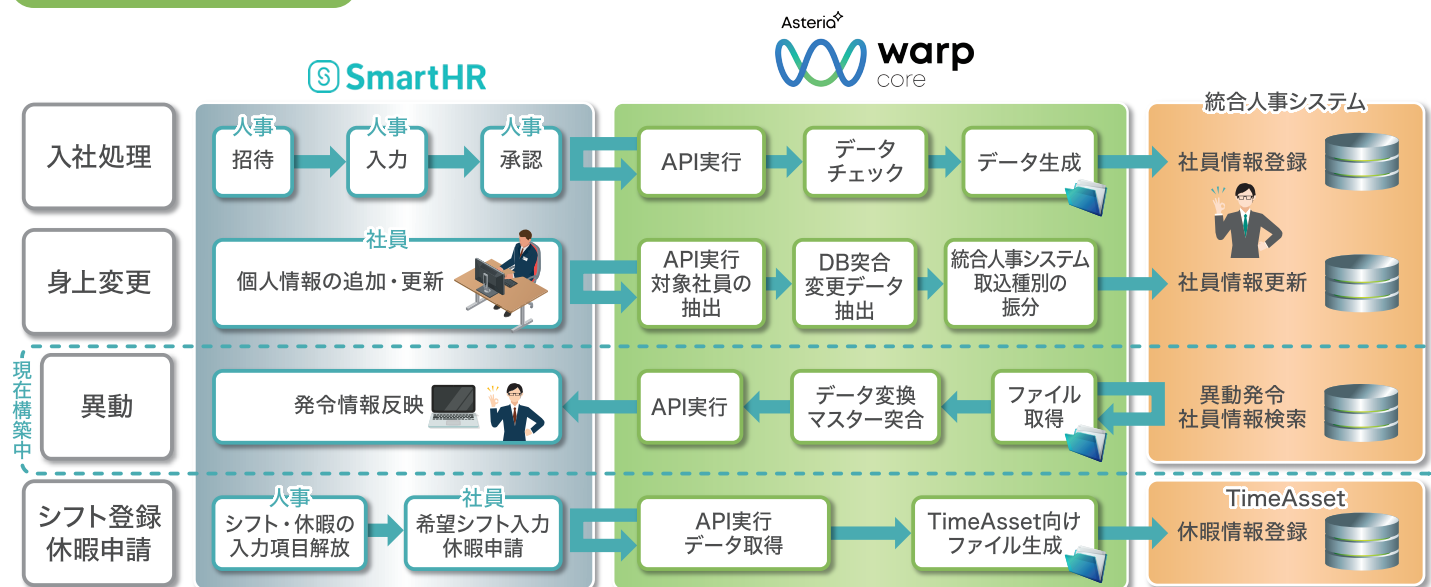 Asteria
warp
core
SmartHR
統合人事システム
入社処理
人事
招待
人事
入力
人事
承認
API実行
データ
チェック
データ生成
社員情報登録
身上変更
社員
個人情報の追加・更新
API実行
対象社員の
抽出
DB突合
変更データ
抽出
統合人事システム
取込種別の
振分
社員情報更新
現在構築中
異動
発令情報反映
API実行
データ変換
マスター突合
ファイル
取得
異動発令
社員情報検索
シフト登録
休暇申請
人事
シフト・休暇の
入力項目解放
社員
希望シフト入力
休暇申請
API実行
データ取得
TimeAsset向け
ファイル生成
TimeAsset
休暇情報登録